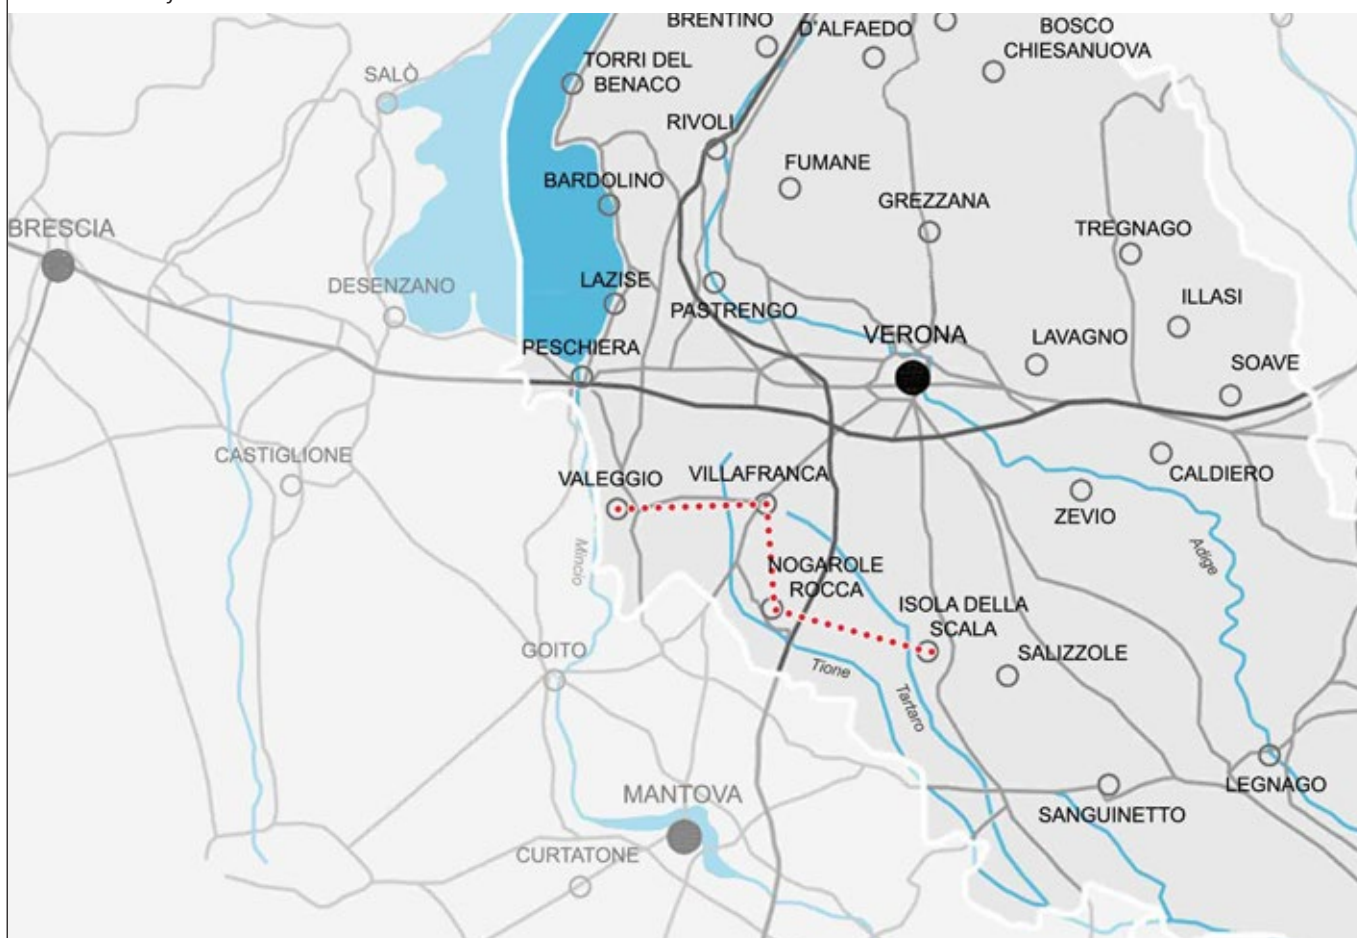 BRENTINO
D'ALFAEDO
BOSCO
CHIESANUOVA
SALÒ
TORRI DEL
BENACO
RIVOLI
FUMANE
BARDOLINO
GREZZANA
BRESCIA
TREGNAGO
DESENZANO
LAZISE
PASTRENGO
ILLASI
VERONA
LAVAGNO
PESCHIERA
SOAVE
CASTIGLIONE
VALEGGIO
VILLAFRANCA
CALDIERO
ZEVIO
Mincio
Adige
NOGAROLE
ROCCA
ISOLA DELLA
SCALA
GOITO
Tione
SALIZZOLE
Tartaro
MANTOVA
LEGNAGO
SANGUINETTO
CURTATONE